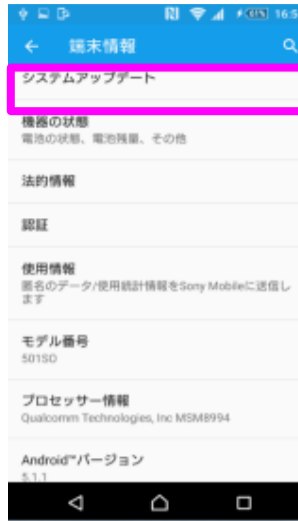 16:5
端末情報
システムアップデート
機器の状態
電池の状態、電池残量、その他
法的情報
認証
使用情報
匿名のデータ/使用統計情報をSony Mobileに送信し
ます
モデル番号
501SO
プロセッサー情報
Qualcomm Technologies, Inc MSM8994
Android™バージョン
5.1.1